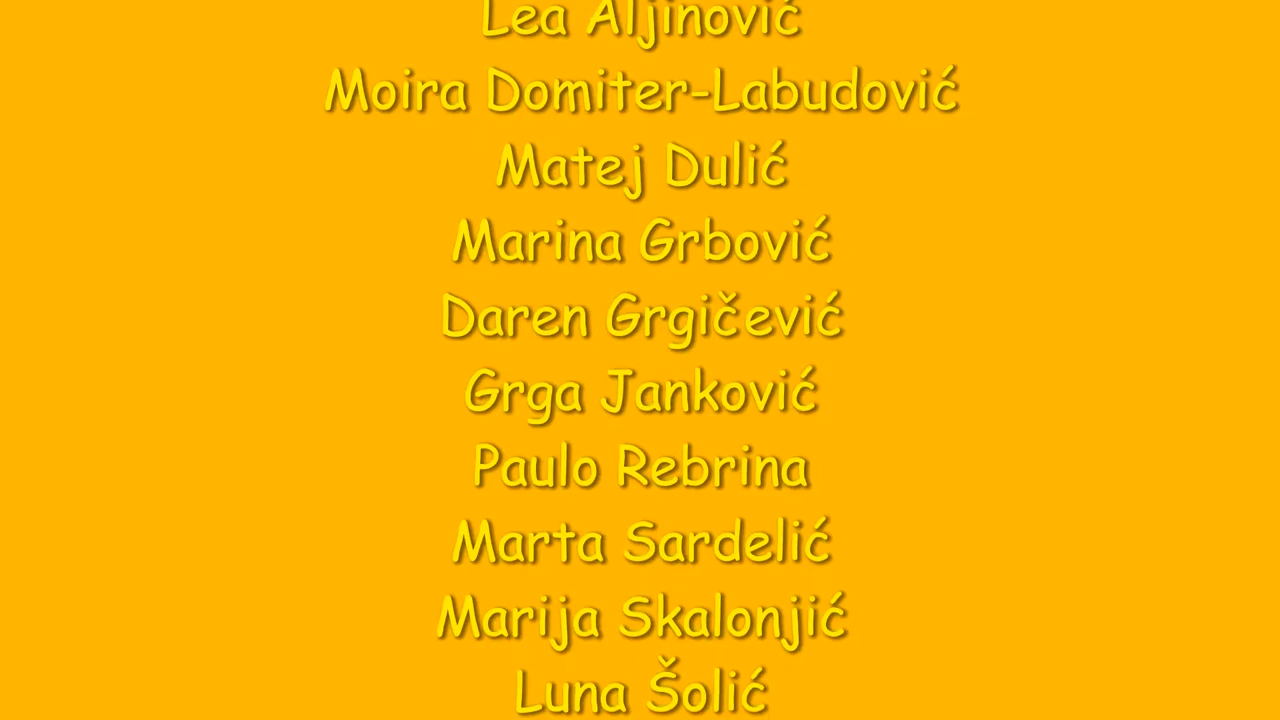 Lea Aljinović
Moira Domiter-Labudović
Matej Dulić
Marina Grbović
Daren Grgičević
Grga Janković
Paulo Rebrina
Marta Sardelić
Marija Skalonjić
Luna Šolić